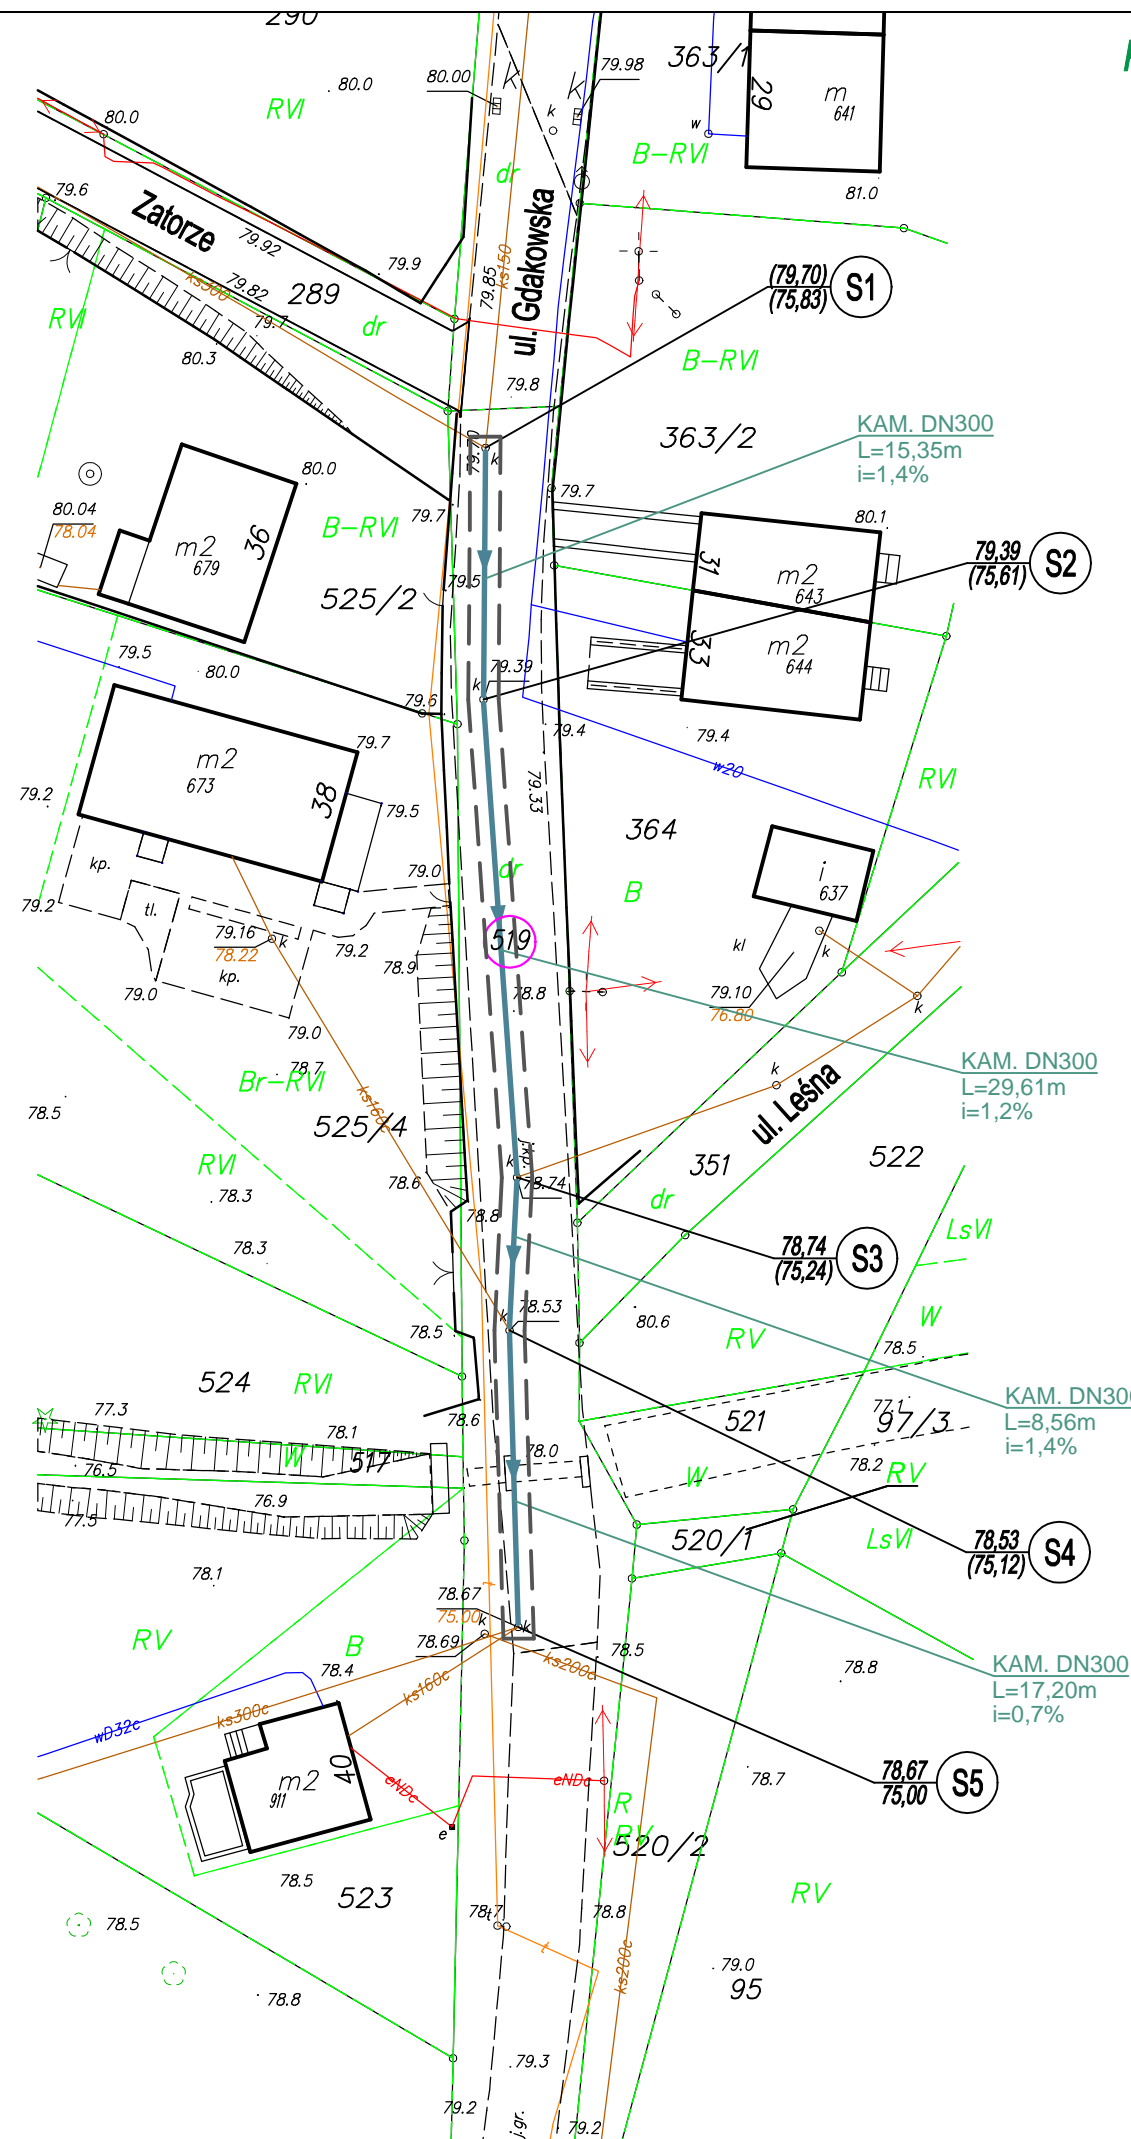 290
363/1
29
m
641
79.98
80.00
80.0
RVI
80.0
k
w
B-RVI
dr
81.0
79.6
Zatorze
79.92
79.9
79.85
ks150
ul. Gdakowska
(79,70)
(75,83)
S1
ks300
79.82
289
79.7
dr
RVI
80.3
79.8
B-RVI
363/2
KAM. DN300
L=15,35m
i=1,4%
79.70
k
80.0
80.04
78.04
B-RVI
79.7
79.7
80.1
36
m2
679
31
m2
643
79,39
(75,61)
S2
79.5
525/2
33
m2
644
79.5
80.0
79.39
k
79.6
79.4
79.4
w20
RVI
79.7
m2
673
38
79.2
79.5
79.33
364
i
637
kp.
79.0
dr
B
79.2
tl.
79.16
78.22
k
79.2
519
kl
k
kp.
78.9
79.0
78.8
79.10
76.80
k
79.0
78.7
Br-RVI
ks160c
k
KAM. DN300
L=29,61m
i=1,2%
78.5
525/4
ul. Leśna
j.kp.
522
RVI
k
351
78.6
78.74
78.3
78.8
dr
LsVI
78.3
78,74
(75,24)
S3
78.53
k
80.6
W
78.5
RV
78.5
524
RVI
KAM. DN300
L=8,56m
i=1,4%
77.3
78.1
78.6
521
77.1
97/3
78.0
W
517
76.5
78.2
RV
W
76.9
77.5
520/1
LsVI
78,53
(75,12)
S4
78.1
t
78.67
75.00
k
k
RV
B
78.69
78.5
78.4
ks200c
78.8
KAM. DN300
L=17,20m
i=0,7%
ks160c
ks300c
wD32c
m2
911
40
eNDc
eNDc
78.7
78,67
75,00
S5
R
RV
e
520/2
78.5
523
RV
78.5
78.7
t
78.8
t
ks200c
79.0
95
78.8
79.3
79.2
j.gr.
79.2